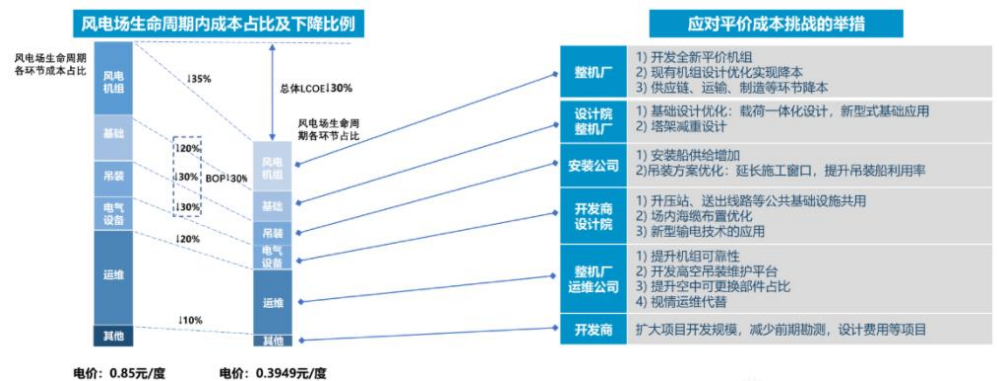 风电场生命周期内成本占比及下降比例
应对平价成本挑战的举措
风电场生命周期
各环节成本占比
风电
机组
基础
吊装
电气
设备
运维
其他
↓35%
↓20%
↓30%
↓30%
BOP↓30%
↓20%
↓10%
总体LCOE↓30%
风电场生命周
期各环节占比
风电
机组
基础
吊装
电气
设备
运维
其他
电价：0.85元/度
电价：0.3949元/度
整机厂
1) 开发全新平价机组
2) 现有机组设计优化实现降本
3) 供应链、运输、制造等环节降本
设计院
整机厂
1) 基础设计优化：载荷一体化设计，新型式基础应用
2) 塔架减重设计
安装公司
1) 安装船供给增加
2)吊装方案优化：延长施工窗口，提升吊装船利用率
开发商
设计院
1) 升压站、送出线路等公共基础设施共用
2) 场内海缆布置优化
3) 新型输电技术的应用
整机厂
运维公司
1) 提升机组可靠性
2) 开发高空吊装维护平台
3) 提升空中可更换部件占比
4) 视情运维代替
开发商
扩大项目开发规模，减少前期勘测，设计费用等项目